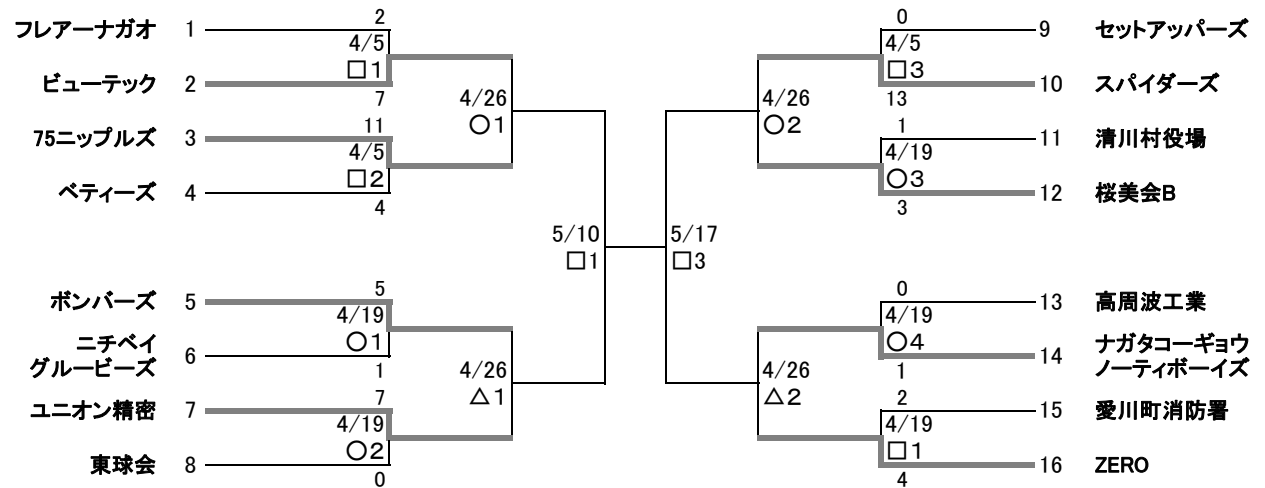 2
フレアーナガオ 1
4/5
□1
ビューテック 2
7
11
75ニップルズ 3
4/5
□2
ベティーズ 4
4
4/26
○1
5
ボンバーズ 5
4/19
○1
ニチベイ
グルービーズ 6
1
7
ユニオン精密 7
4/19
○2
東球会 8
0
4/26
△1
5/10
□1
5/17
□3
0
9 セットアッパーズ
4/5
□3
10 スパイダーズ
13
1
11 清川村役場
4/19
○3
12 桜美会B
3
4/26
○2
0
13 高周波工業
4/19
○4
14 ナガタコーギョウ
ノーティボーイズ
1
2
15 愛川町消防署
4/19
□1
16 ZERO
4
4/26
△2